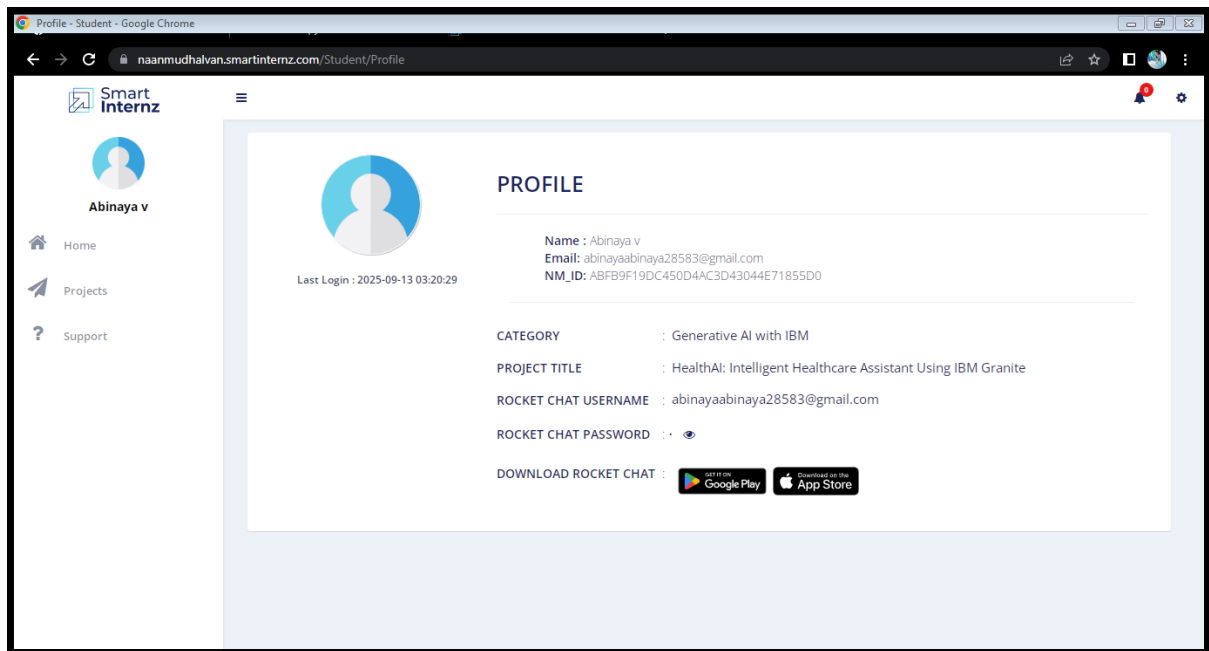 Profile - Student - Google Chrome
naanmudhalvan.smartinternz.com/Student/Profile
Smart
Internz
0
Abinaya v
Home
Projects
Support
Last Login : 2025-09-13 03:20:29
PROFILE
Name : Abinaya v
Email: abinayaabinaya28583@gmail.com
NM_ID: ABFB9F19DC450D4AC3D43044E71855D0
CATEGORY : Generative AI with IBM
PROJECT TITLE : HealthAI: Intelligent Healthcare Assistant Using IBM Granite
ROCKET CHAT USERNAME : abinayaabinaya28583@gmail.com
ROCKET CHAT PASSWORD : ·
DOWNLOAD ROCKET CHAT :
GET IT ON
Google Play
Download on the
App Store